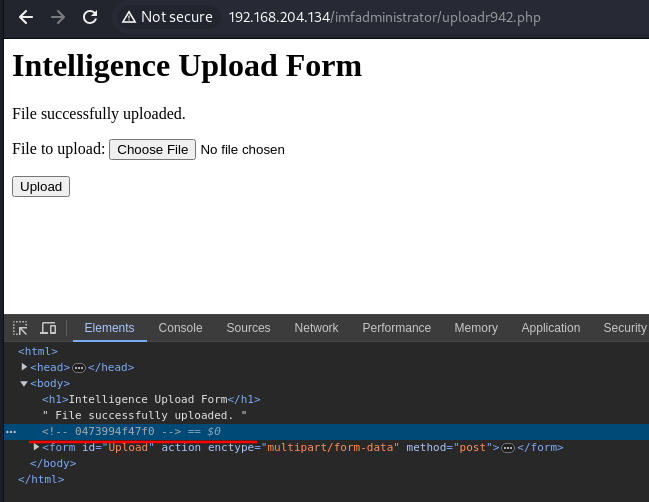 Not secure 192.168.204.134/imfadministrator/uploadr942.php
Intelligence Upload Form
File successfully uploaded.
File to upload: Choose File No file chosen
Upload
Elements Console Sources Network Performance Memory Application Security
<html>
<head> ⋯ </head>
<body>
<h1>Intelligence Upload Form</h1>
" File successfully uploaded. "
<!-- 0473994f47f0 --> == $0
<form id="Upload" action enctype="multipart/form-data" method="post"> ⋯ </form>
</body>
</html>